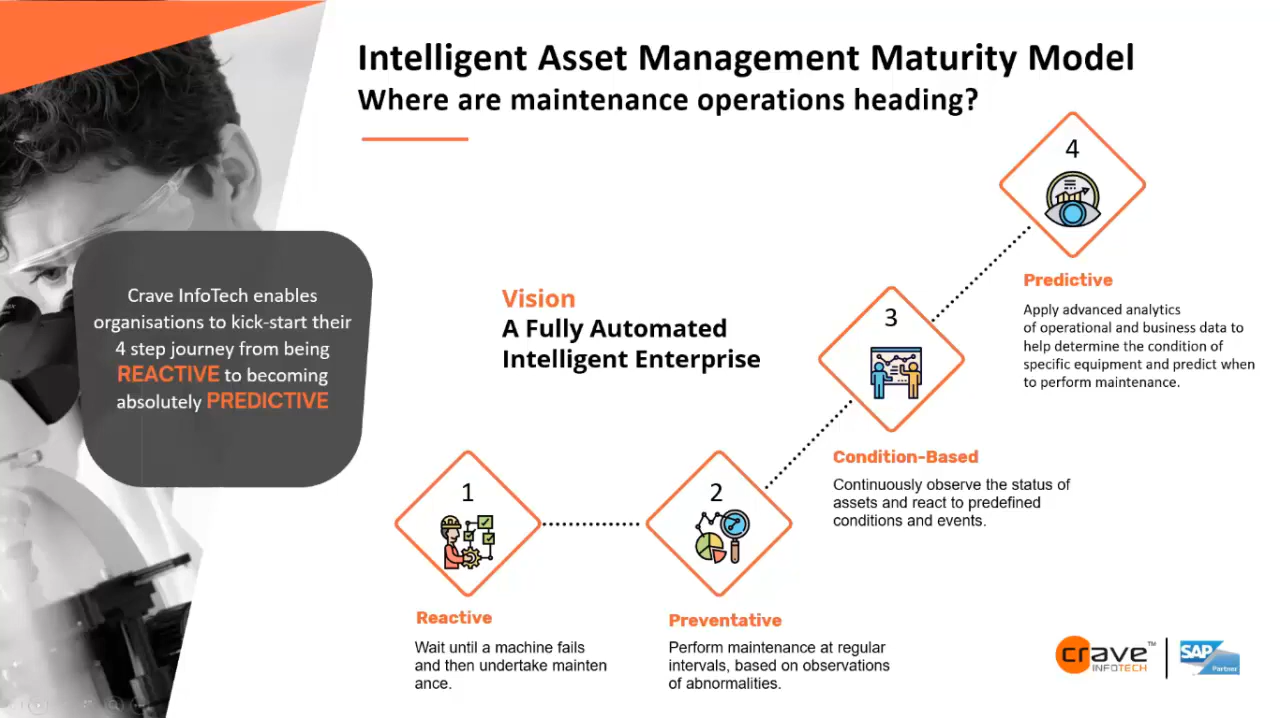 Intelligent Asset Management Maturity Model
Where are maintenance operations heading?
Crave InfoTech enables
organisations to kick-start their
4 step journey from being
REACTIVE to becoming
absolutely PREDICTIVE
Vision
A Fully Automated
Intelligent Enterprise
1
Reactive
Wait until a machine fails
and then undertake mainten
ance.
2
Preventative
Perform maintenance at regular
intervals, based on observations
of abnormalities.
3
Condition-Based
Continuously observe the status of
assets and react to predefined
conditions and events.
4
Predictive
Apply advanced analytics
of operational and business data to
help determine the condition of
specific equipment and predict when
to perform maintenance.
crave™
INFOTECH
SAP
Partner